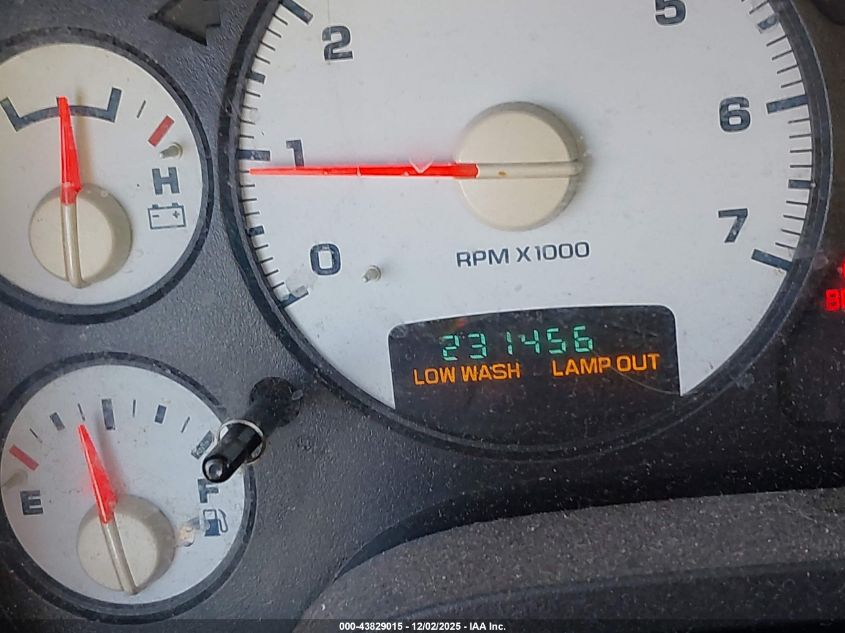 5
2
6
1
H
7
0
RPM X1000
231456
LOW WASH LAMP OUT
E
F
000-43829015 - 12/02/2025 - IAA Inc.